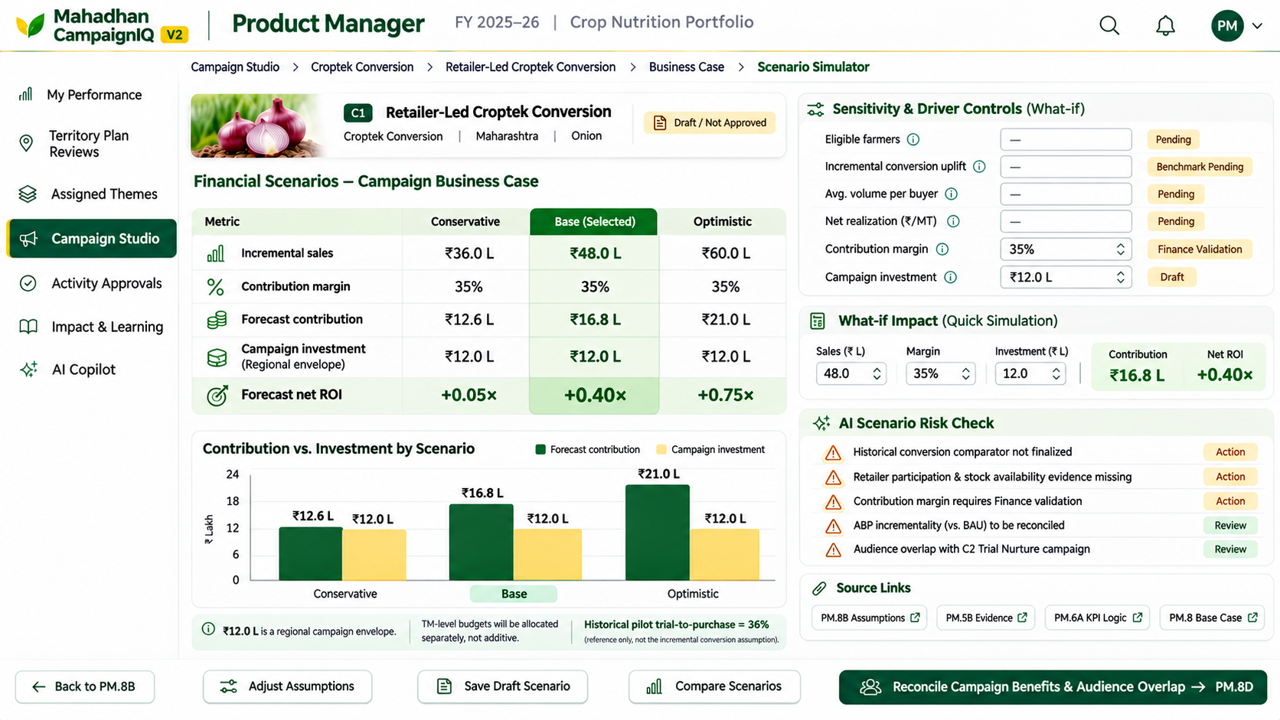 Mahadhan
CampaignIQ V2
Product Manager
FY 2025–26 | Crop Nutrition Portfolio
PM
My Performance
Territory Plan
Reviews
Assigned Themes
Campaign Studio
Activity Approvals
Impact & Learning
AI Copilot
Campaign Studio > Croptek Conversion > Retailer-Led Croptek Conversion > Business Case > Scenario Simulator
C1 Retailer-Led Croptek Conversion
Croptek Conversion | Maharashtra | Onion
Draft / Not Approved
Financial Scenarios – Campaign Business Case
Metric Conservative Base (Selected) Optimistic
Incremental sales ₹36.0 L ₹48.0 L ₹60.0 L
Contribution margin 35% 35% 35%
Forecast contribution ₹12.6 L ₹16.8 L ₹21.0 L
Campaign investment
(Regional envelope) ₹12.0 L ₹12.0 L ₹12.0 L
Forecast net ROI +0.05× +0.40× +0.75×
Contribution vs. Investment by Scenario
Forecast contribution Campaign investment
₹ Lakh
24
18
12
6
0
₹12.6 L ₹12.0 L
₹16.8 L ₹12.0 L
₹21.0 L ₹12.0 L
Conservative Base Optimistic
₹12.0 L is a regional campaign envelope.
TM-level budgets will be allocated
separately, not additive.
Historical pilot trial-to-purchase = 36%
(reference only, not the incremental conversion assumption).
Sensitivity & Driver Controls (What-if)
Eligible farmers — Pending
Incremental conversion uplift — Benchmark Pending
Avg. volume per buyer — Pending
Net realization (₹/MT) — Pending
Contribution margin 35% Finance Validation
Campaign investment ₹12.0 L Draft
What-if Impact (Quick Simulation)
Sales (₹ L) Margin Investment (₹ L) Contribution Net ROI
48.0 35% 12.0 ₹16.8 L +0.40×
AI Scenario Risk Check
Historical conversion comparator not finalized Action
Retailer participation & stock availability evidence missing Action
Contribution margin requires Finance validation Action
ABP incrementality (vs. BAU) to be reconciled Review
Audience overlap with C2 Trial Nurture campaign Review
Source Links
PM.8B Assumptions PM.5B Evidence PM.6A KPI Logic PM.8 Base Case
← Back to PM.8B
Adjust Assumptions
Save Draft Scenario
Compare Scenarios
Reconcile Campaign Benefits & Audience Overlap → PM.8D